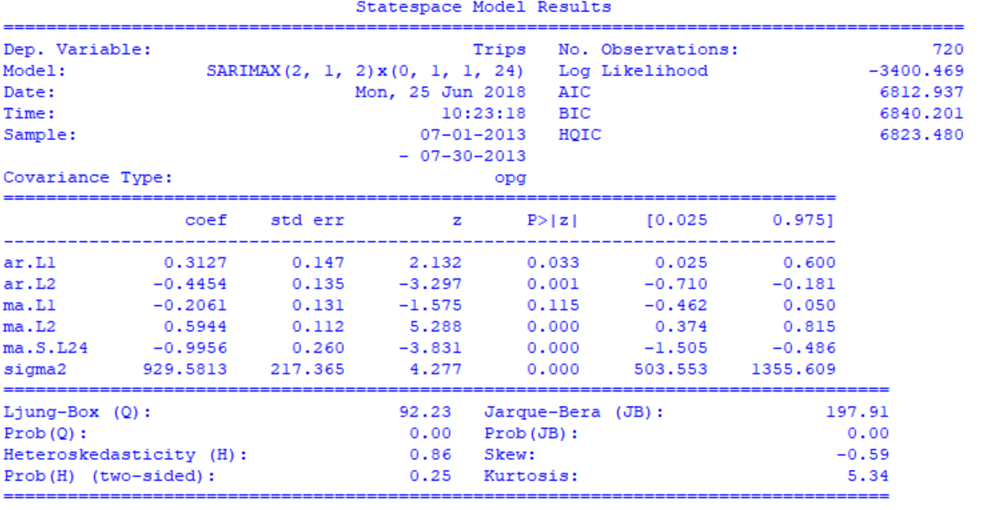 Statespace Model Results
==========================================================================================
Dep. Variable: Trips No. Observations: 720
Model: SARIMAX(2, 1, 2)x(0, 1, 1, 24) Log Likelihood -3400.469
Date: Mon, 25 Jun 2018 AIC 6812.937
Time: 10:23:18 BIC 6840.201
Sample: 07-01-2013 HQIC 6823.480
- 07-30-2013
Covariance Type: opg
==============================================================================
coef std err z P>|z| [0.025 0.975]
------------------------------------------------------------------------------
ar.L1 0.3127 0.147 2.132 0.033 0.025 0.600
ar.L2 -0.4454 0.135 -3.297 0.001 -0.710 -0.181
ma.L1 -0.2061 0.131 -1.575 0.115 -0.462 0.050
ma.L2 0.5944 0.112 5.288 0.000 0.374 0.815
ma.S.L24 -0.9956 0.260 -3.831 0.000 -1.505 -0.486
sigma2 929.5813 217.365 4.277 0.000 503.553 1355.609
===================================================================================
Ljung-Box (Q): 92.23 Jarque-Bera (JB): 197.91
Prob(Q): 0.00 Prob(JB): 0.00
Heteroskedasticity (H): 0.86 Skew: -0.59
Prob(H) (two-sided): 0.25 Kurtosis: 5.34
===================================================================================